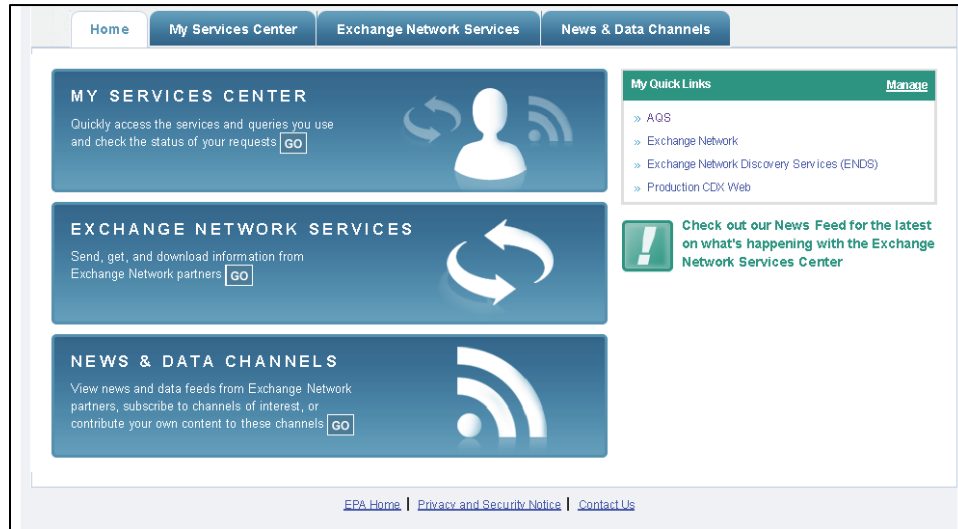 Home
My Services Center
Exchange Network Services
News & Data Channels
MY SERVICES CENTER
Quickly access the services and queries you use
and check the status of your requests GO
EXCHANGE NETWORK SERVICES
Send, get, and download information from
Exchange Network partners GO
NEWS & DATA CHANNELS
View news and data feeds from Exchange Network
partners, subscribe to channels of interest, or
contribute your own content to these channels GO
My Quick Links
Manage
» AQS
» Exchange Network
» Exchange Network Discovery Services (ENDS)
» Production CDX Web
! Check out our News Feed for the latest
on what's happening with the Exchange
Network Services Center
EPA Home | Privacy and Security Notice | Contact Us